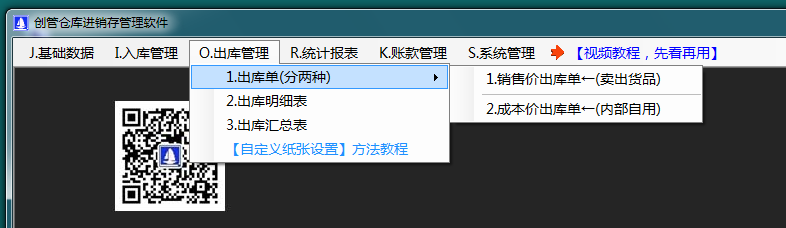 创管仓库进销存管理软件
J.基础数据 I.入库管理 O.出库管理 R.统计报表 K.账款管理 S.系统管理 【视频教程，先看再用】
1.出库单(分两种)
2.出库明细表
3.出库汇总表
【自定义纸张设置】方法教程
1.销售价出库单←(卖出货品)
2.成本价出库单←(内部自用)